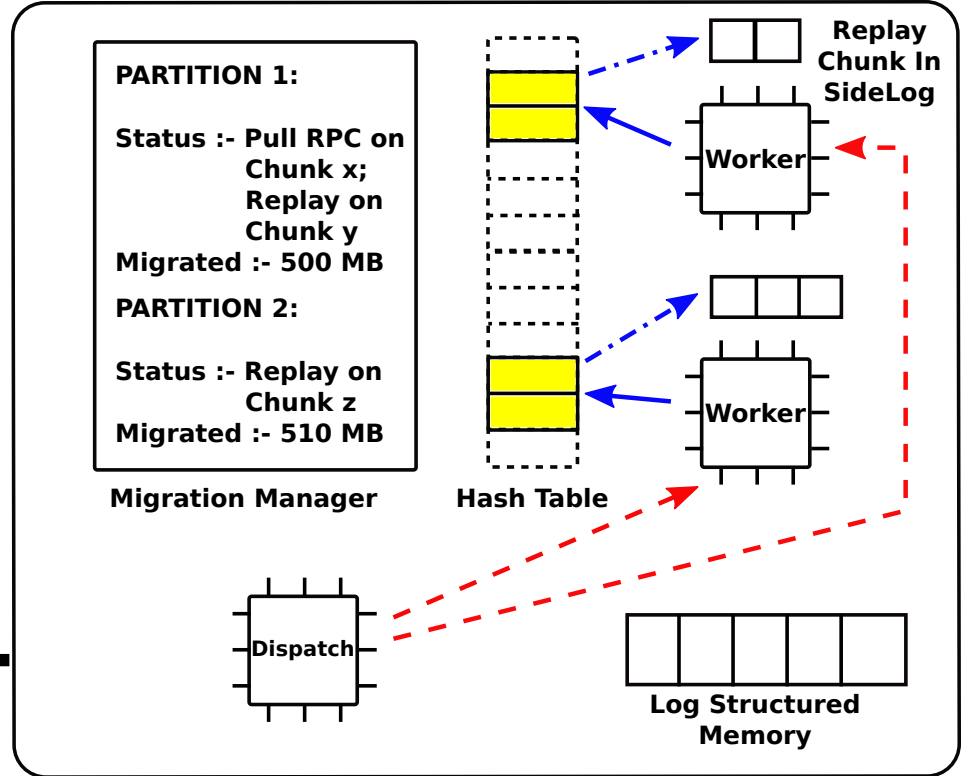 PARTITION 1:
Status :- Pull RPC on
Chunk x;
Replay on
Chunk y
Migrated :- 500 MB
PARTITION 2:
Status :- Replay on
Chunk z
Migrated :- 510 MB
Migration Manager
Hash Table
Replay
Chunk In
SideLog
Worker
Worker
Dispatch
Log Structured
Memory